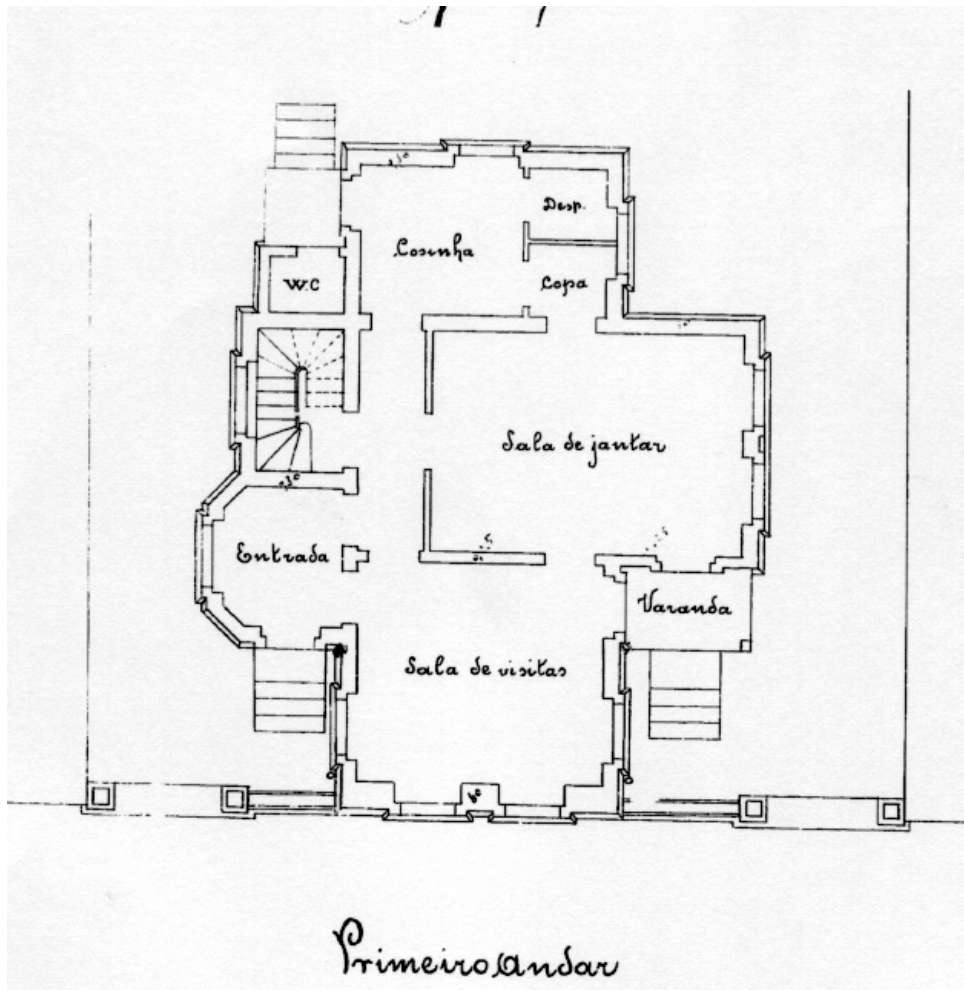 Desp.
Cosinha
Copa
W.C
Sala de jantar
Entrada
Varanda
Sala de visitas
Primeiro Andar